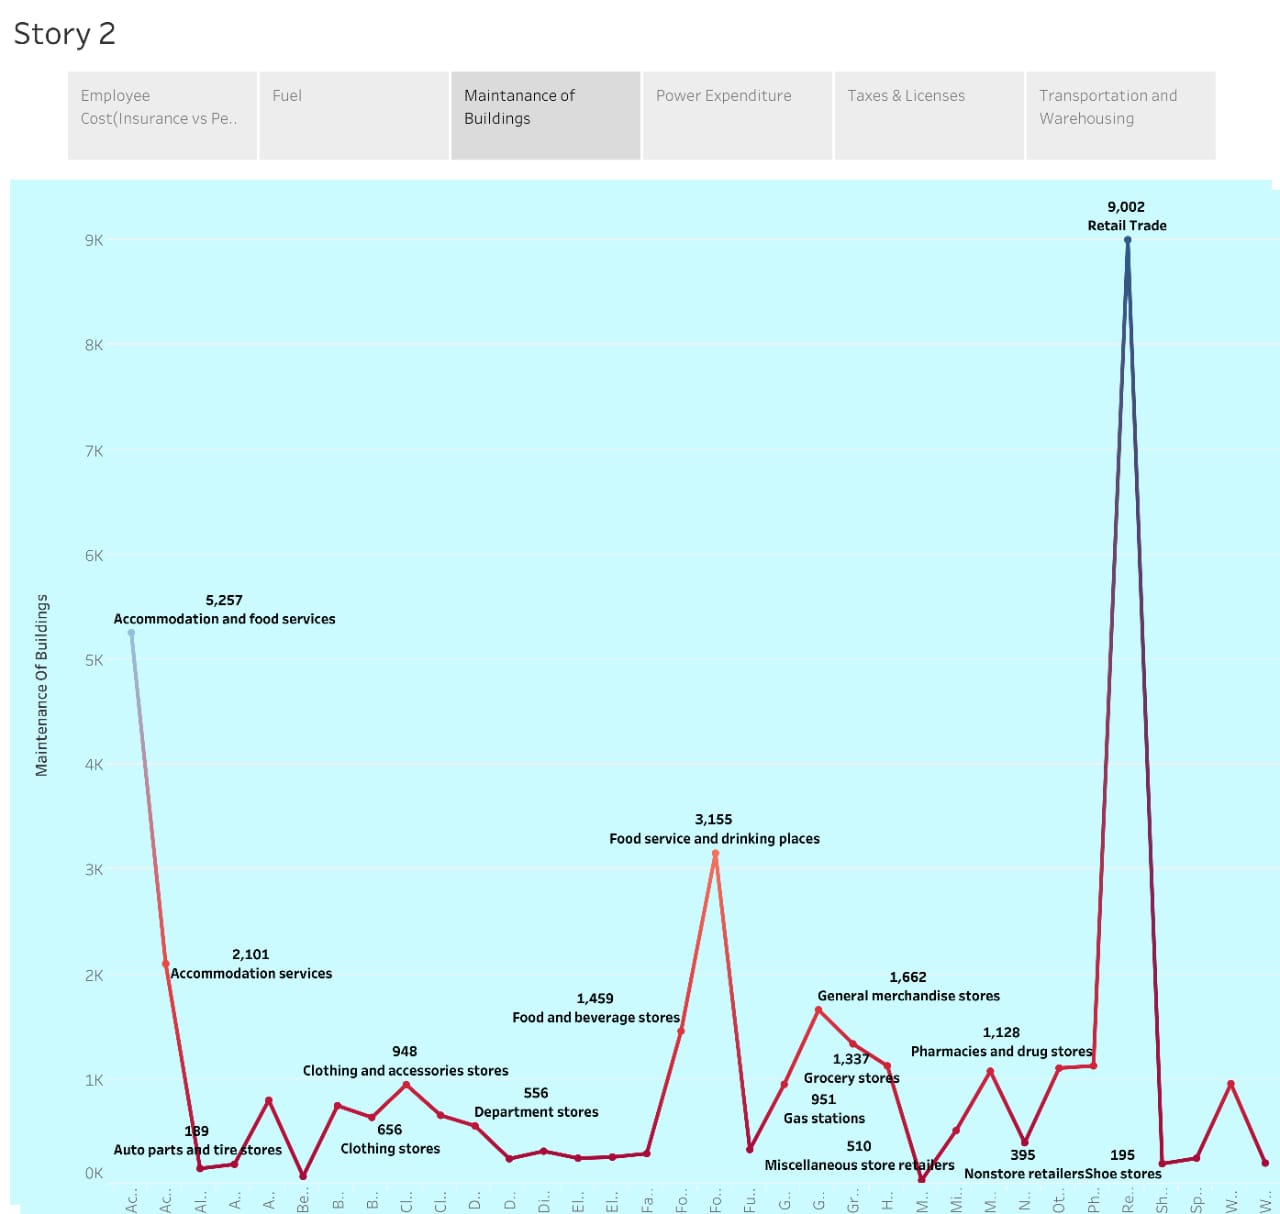 Story 2
Employee
Cost(Insurance vs Pe..
Fuel
Maintanance of
Buildings
Power Expenditure
Taxes & Licenses
Transportation and
Warehousing
9,002
Retail Trade
9K
8K
7K
6K
5K
4K
3K
2K
1K
0K
Maintenance Of Buildings
5,257
Accommodation and food services
3,155
Food service and drinking places
2,101
Accommodation services
1,662
General merchandise stores
1,459
Food and beverage stores
1,128
Pharmacies and drug stores
948
Clothing and accessories stores
1,337
Grocery stores
556
Department stores
951
Gas stations
189
Auto parts and tire stores
656
Clothing stores
510
Miscellaneous store retailers
395
Nonstore retailers
195
Shoe stores
Ac..
Ac..
Al..
A..
A..
Be..
B..
B..
Cl..
Cl..
D..
D..
Di..
El..
El..
Fa..
Fo..
Fo..
Fu..
G..
G..
Gr..
H..
M..
Mi..
M..
N..
Ot..
Ph..
Re..
Sh..
Sp..
W..
W..